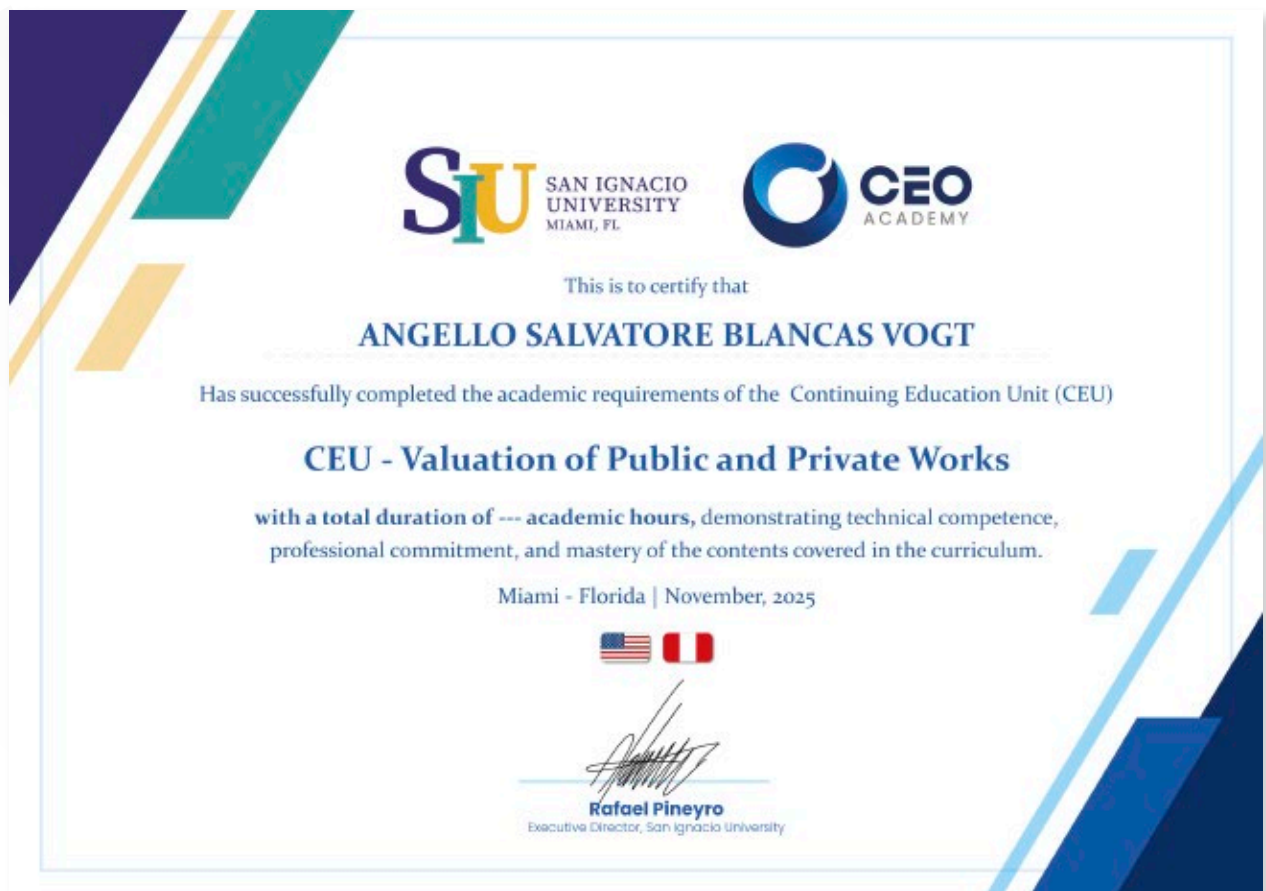 SIU
SAN IGNACIO
UNIVERSITY
MIAMI, FL
CEO
ACADEMY
This is to certify that
ANGELLO SALVATORE BLANCAS VOGT
Has successfully completed the academic requirements of the Continuing Education Unit (CEU)
CEU - Valuation of Public and Private Works
with a total duration of --- academic hours, demonstrating technical competence,
professional commitment, and mastery of the contents covered in the curriculum.
Miami - Florida | November, 2025
Rafael Pineyro
Executive Director, San Ignacio University